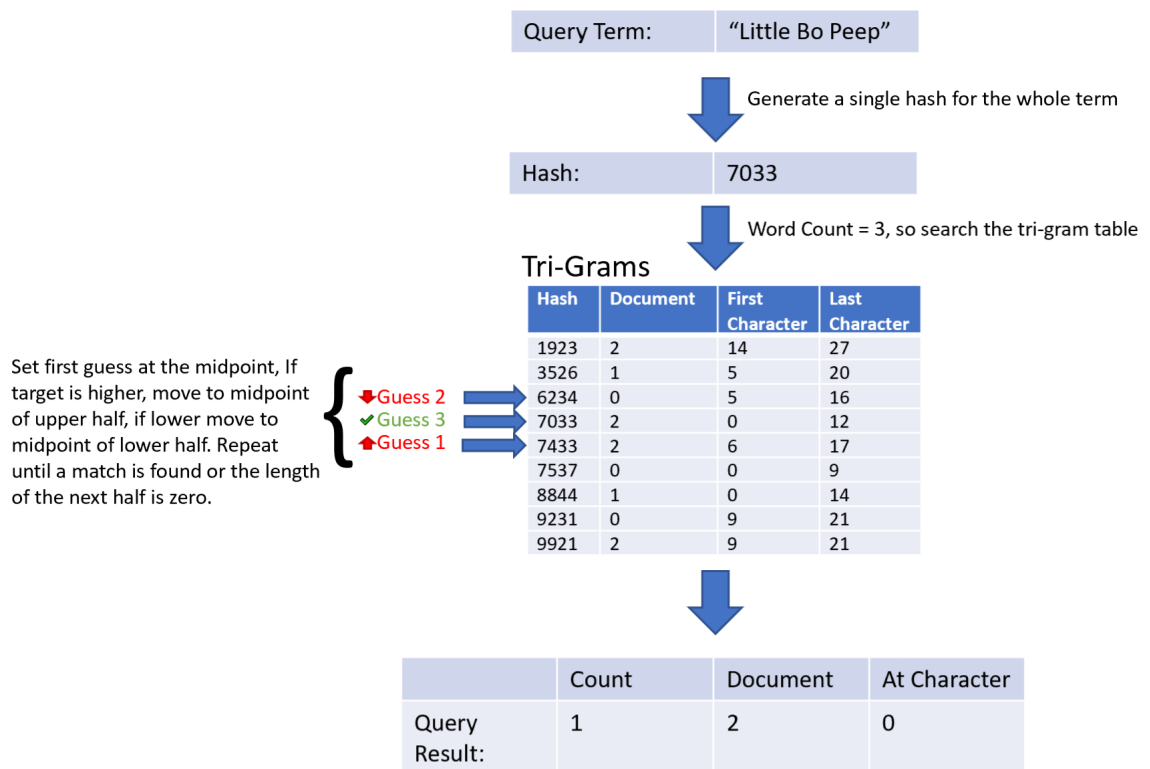 Query Term: “Little Bo Peep”
Generate a single hash for the whole term
Hash: 7033
Word Count = 3, so search the tri-gram table
Tri-Grams
Hash Document First Character Last Character
1923 2 14 27
3526 1 5 20
6234 0 5 16
7033 2 0 12
7433 2 6 17
7537 0 0 9
8844 1 0 14
9231 0 9 21
9921 2 9 21
Set first guess at the midpoint, If
target is higher, move to midpoint
of upper half, if lower move to
midpoint of lower half. Repeat
until a match is found or the length
of the next half is zero.
Guess 2
Guess 3
Guess 1
Count Document At Character
Query Result: 1 2 0